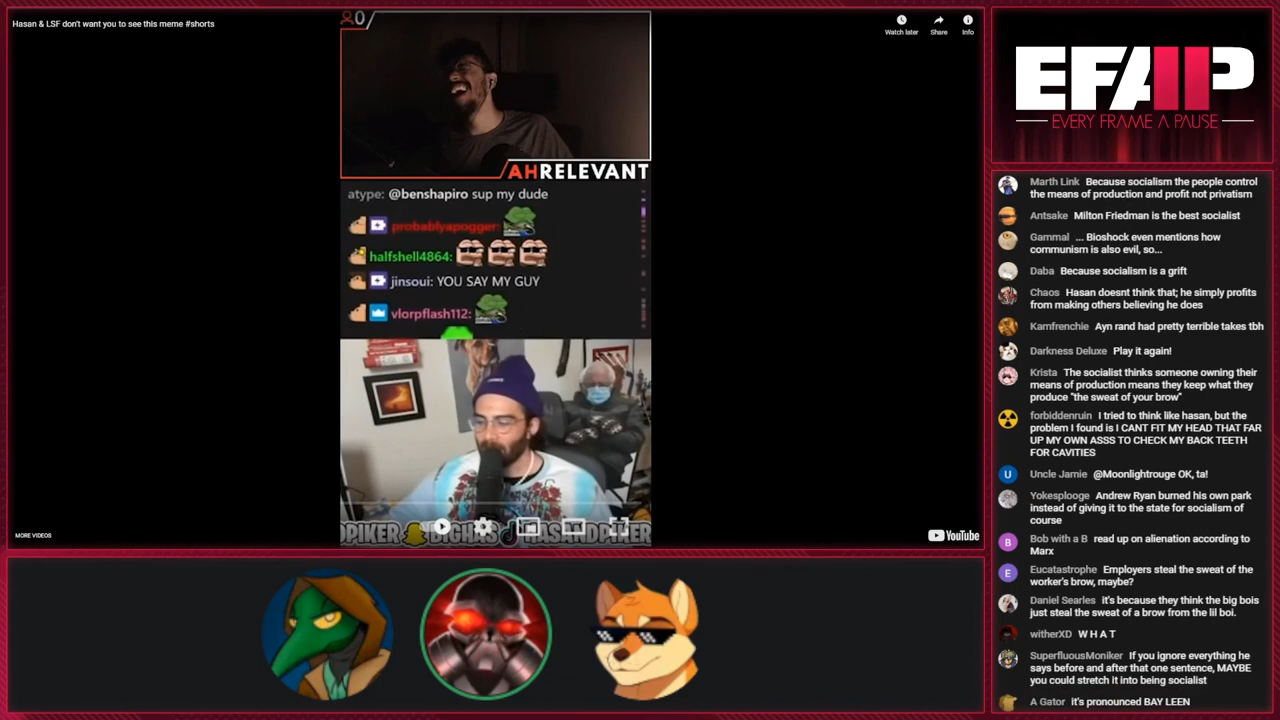 Hasan & LSF don't want you to see this meme #shorts
Watch later
Share
Info
0
AHRELEVANT
atype: @benshapiro sup my dude
probablyapogger:
halfshell4864:
jinsoui: YOU SAY MY GUY
vlorpflash112:
MORE VIDEOS
YouTube
EFAP
EVERY FRAME A PAUSE
Marth Link Because socialism the people control
the means of production and profit not privatism
Antsake Milton Friedman is the best socialist
Gammal ... Bioshock even mentions how
communism is also evil, so...
Daba Because socialism is a grift
Chaos Hasan doesnt think that; he simply profits
from making others believing he does
Kamfrenchie Ayn rand had pretty terrible takes tbh
Darkness Deluxe Play it again!
Krista The socialist thinks someone owning their
means of production means they keep what they
produce "the sweat of your brow"
forbiddenruin I tried to think like hasan, but the
problem I found is I CANT FIT MY HEAD THAT FAR
UP MY OWN ASSS TO CHECK MY BACK TEETH
FOR CAVITIES
U
Uncle Jamie @Moonlightrouge OK, ta!
Yokesplooge Andrew Ryan burned his own park
instead of giving it to the state for socialism of
course
B
Bob with a B read up on alienation according to
Marx
E
Eucatastrophe Employers steal the sweat of the
worker's brow, maybe?
Daniel Searles it's because they think the big bois
just steal the sweat of a brow from the lil boi.
witherXD W H A T
SuperfluousMoniker If you ignore everything he
says before and after that one sentence, MAYBE
you could stretch it into being socialist
A Gator it's pronounced BAY LEEN